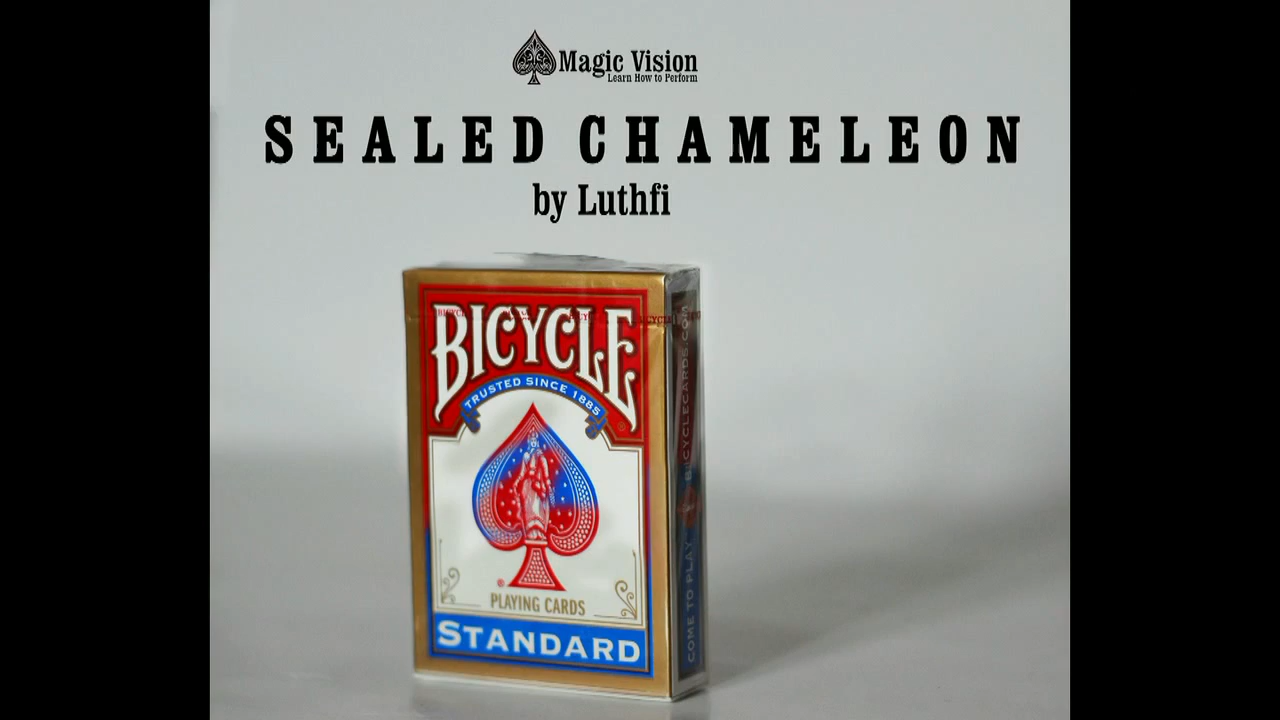 Magic Vision
Learn How to Perform
SEALED CHAMELEON
by Luthfi
BICYCLE
TRUSTED SINCE 1885
®
®
PLAYING CARDS
STANDARD
BICYCLECARDS.COM
COME TO PLAY